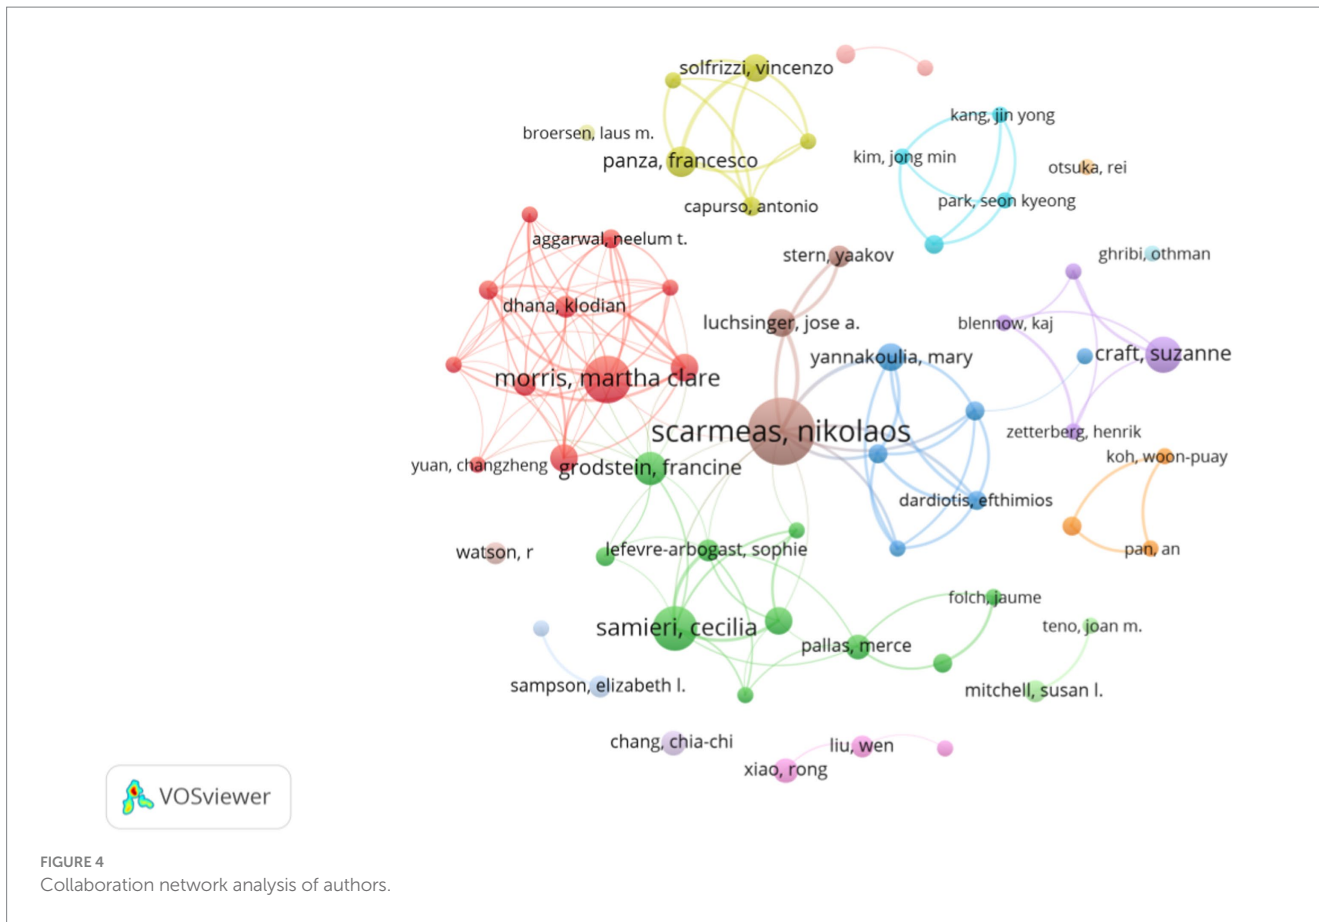 solfrizzi, vincenzo
kang, jin yong
broersen, laus m.
panza, francesco
kim, jong min
otsuka, rei
park, seon kyeong
capurso, antonio
aggarwal, neelum t.
stern, yaakov
ghribi, othman
dhana, klodian
luchsinger, jose a.
blennow, kaj
yannakoulia, mary
craft, suzanne
morris, martha clare
scarmeas, nikolaos
zetterberg, henrik
yuan, changzheng
grodstein, francine
koh, woon-puay
dardiotis, efthimios
watson, r
lefevre-arbogast, sophie
pan, an
folch, jaume
samieri, cecilia
teno, joan m.
pallas, merce
sampson, elizabeth l.
mitchell, susan l.
chang, chia-chi
liu, wen
xiao, rong
VOSviewer
FIGURE 4
Collaboration network analysis of authors.